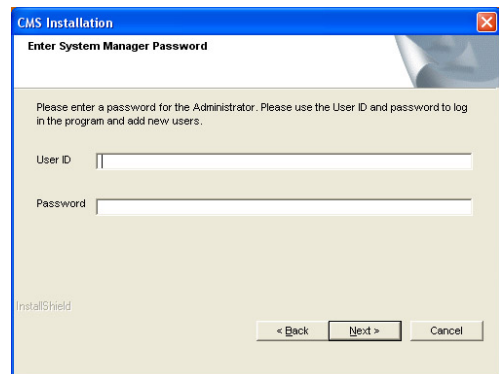 CMS Installation
Enter System Manager Password
Please enter a password for the Administrator. Please use the User ID and password to log
in the program and add new users.
User ID
Password
InstallShield
< Back Next > Cancel